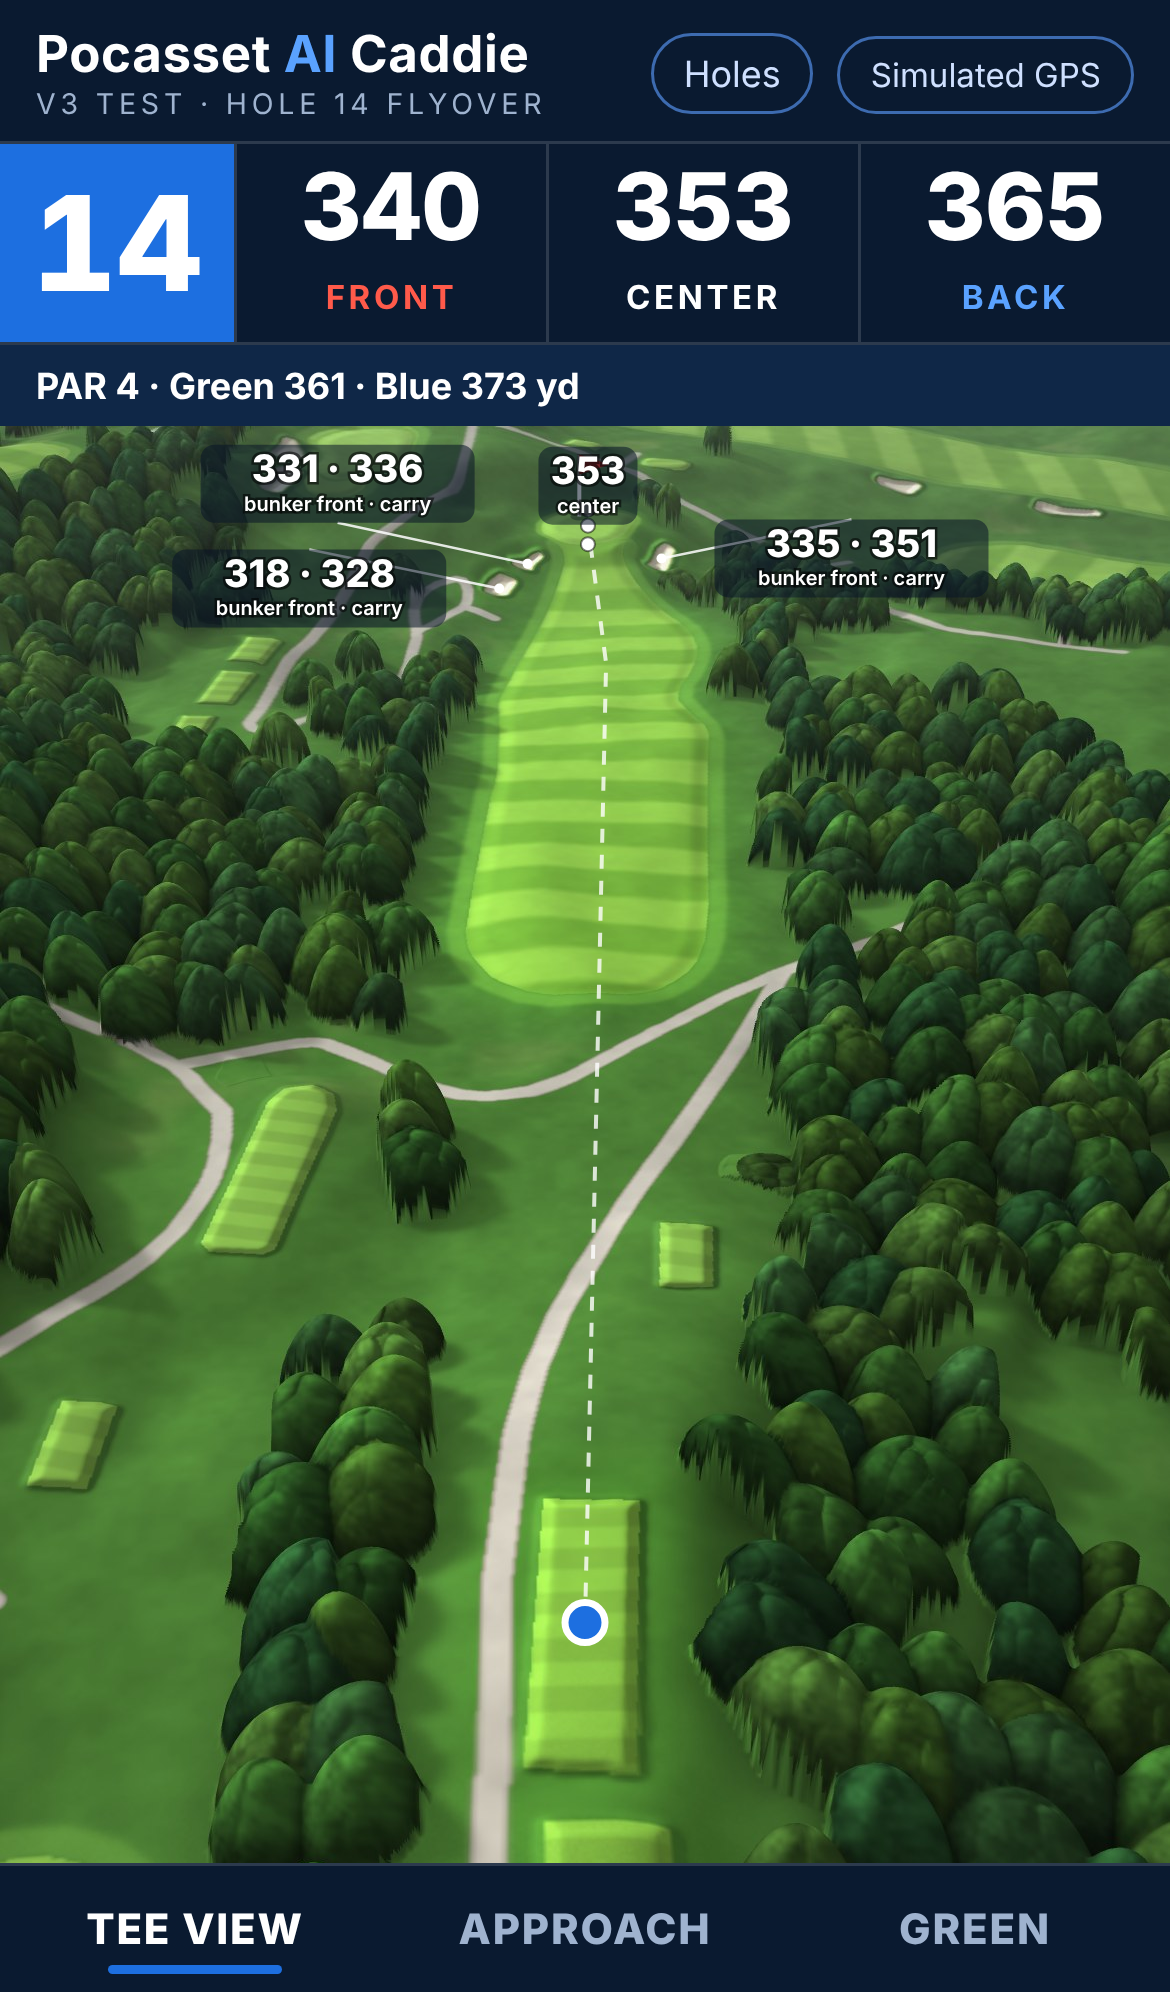 Pocasset AI Caddie
V3 TEST · HOLE 14 FLYOVER
Holes
Simulated GPS
14
340
FRONT
353
CENTER
365
BACK
PAR 4 · Green 361 · Blue 373 yd
331 · 336
bunker front · carry
353
center
335 · 351
bunker front · carry
318 · 328
bunker front · carry
TEE VIEW
APPROACH
GREEN